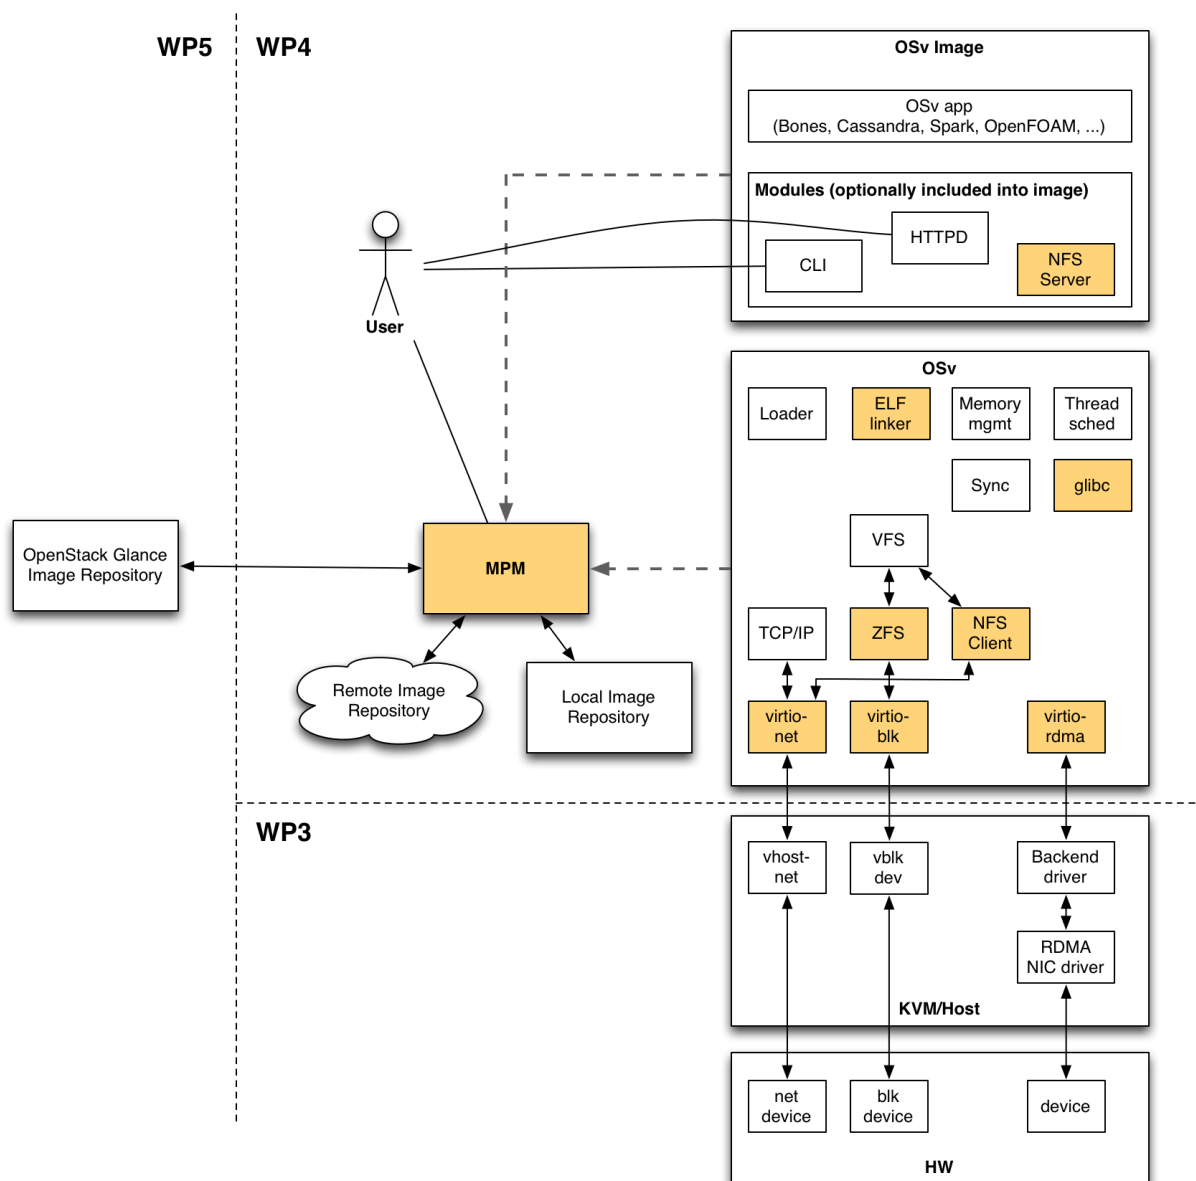 WP5
WP4
OSv Image
OSv app
(Bones, Cassandra, Spark, OpenFOAM, ...)
Modules (optionally included into image)
HTTPD
CLI
NFS
Server
User
OSv
Loader
ELF
linker
Memory
mgmt
Thread
sched
Sync
glibc
VFS
OpenStack Glance
Image Repository
MPM
TCP/IP
ZFS
NFS
Client
Remote Image
Repository
Local Image
Repository
virtio-
net
virtio-
blk
virtio-
rdma
WP3
vhost-
net
vblk
dev
Backend
driver
RDMA
NIC driver
KVM/Host
net
device
blk
device
device
HW